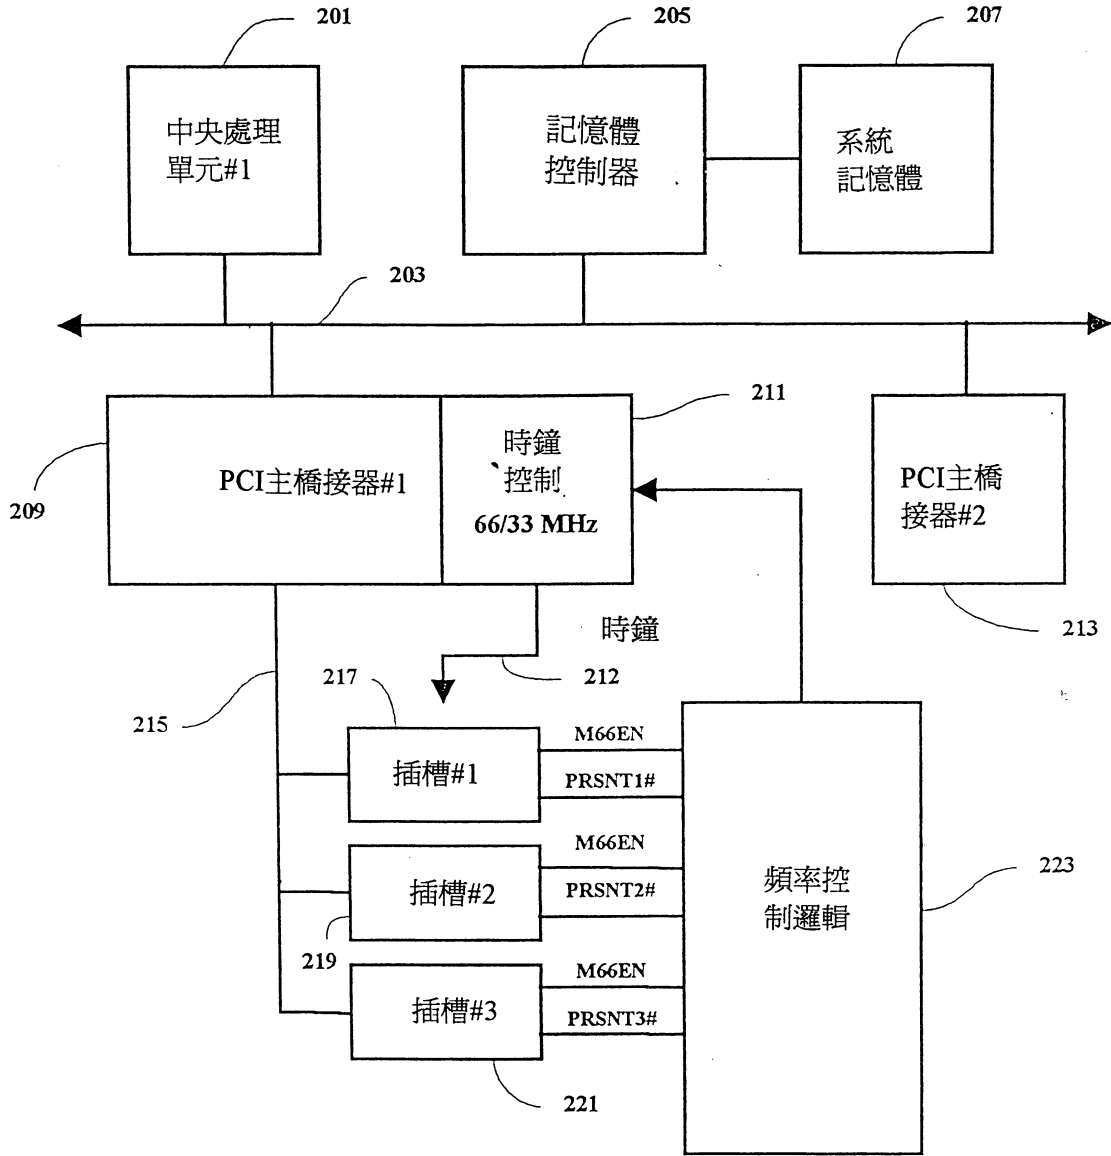 201
205
207
中央處理
單元#1
記憶體
控制器
系統
記憶體
203
211
209
PCI主橋接器#1
時鐘
控制
66/33 MHz
PCI主橋
接器#2
213
時鐘
212
215
217
插槽#1
M66EN
PRSNT1#
219
插槽#2
M66EN
PRSNT2#
221
插槽#3
M66EN
PRSNT3#
頻率控
制邏輯
223